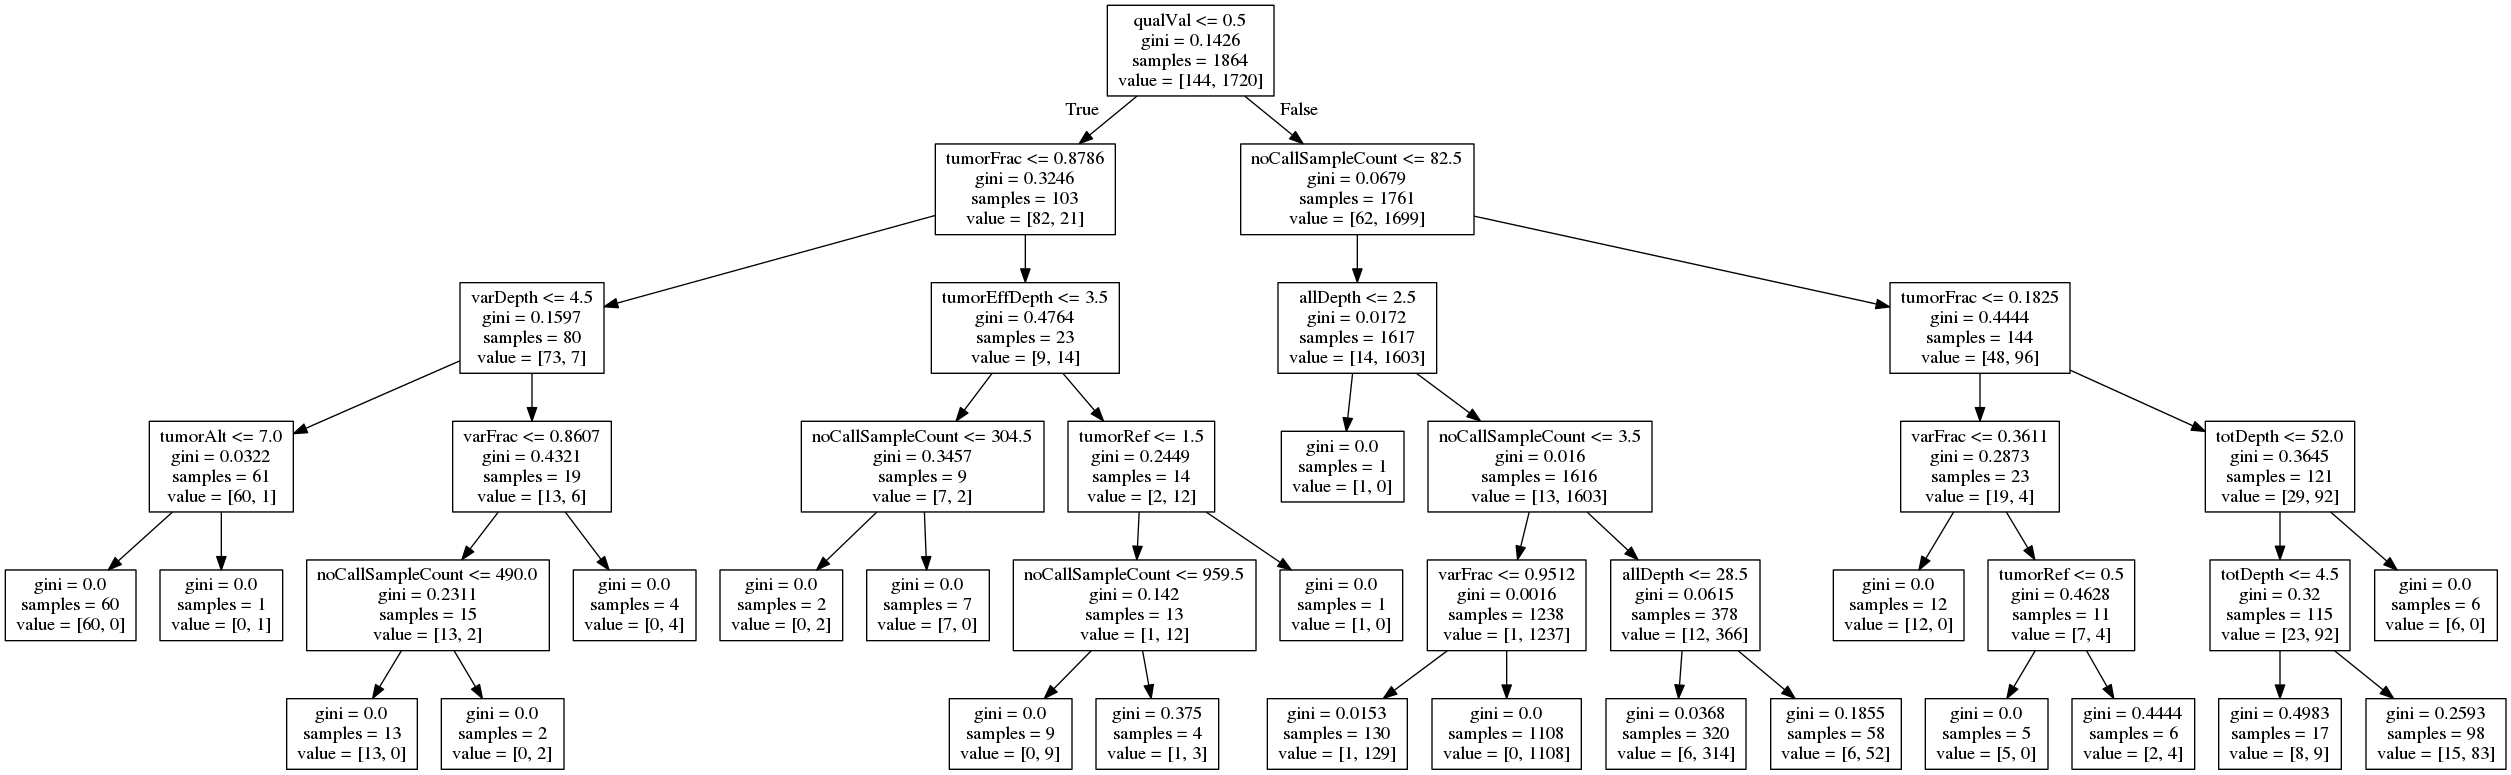 qualVal <= 0.5
gini = 0.1426
samples = 1864
value = [144, 1720]
True
False
tumorFrac <= 0.8786
gini = 0.3246
samples = 103
value = [82, 21]
noCallSampleCount <= 82.5
gini = 0.0679
samples = 1761
value = [62, 1699]
varDepth <= 4.5
gini = 0.1597
samples = 80
value = [73, 7]
tumorEffDepth <= 3.5
gini = 0.4764
samples = 23
value = [9, 14]
allDepth <= 2.5
gini = 0.0172
samples = 1617
value = [14, 1603]
tumorFrac <= 0.1825
gini = 0.4444
samples = 144
value = [48, 96]
tumorAlt <= 7.0
gini = 0.0322
samples = 61
value = [60, 1]
varFrac <= 0.8607
gini = 0.4321
samples = 19
value = [13, 6]
noCallSampleCount <= 304.5
gini = 0.3457
samples = 9
value = [7, 2]
tumorRef <= 1.5
gini = 0.2449
samples = 14
value = [2, 12]
gini = 0.0
samples = 1
value = [1, 0]
noCallSampleCount <= 3.5
gini = 0.016
samples = 1616
value = [13, 1603]
varFrac <= 0.3611
gini = 0.2873
samples = 23
value = [19, 4]
totDepth <= 52.0
gini = 0.3645
samples = 121
value = [29, 92]
gini = 0.0
samples = 60
value = [60, 0]
gini = 0.0
samples = 1
value = [0, 1]
noCallSampleCount <= 490.0
gini = 0.2311
samples = 15
value = [13, 2]
gini = 0.0
samples = 4
value = [0, 4]
gini = 0.0
samples = 2
value = [0, 2]
gini = 0.0
samples = 7
value = [7, 0]
noCallSampleCount <= 959.5
gini = 0.142
samples = 13
value = [1, 12]
gini = 0.0
samples = 1
value = [1, 0]
varFrac <= 0.9512
gini = 0.0016
samples = 1238
value = [1, 1237]
allDepth <= 28.5
gini = 0.0615
samples = 378
value = [12, 366]
gini = 0.0
samples = 12
value = [12, 0]
tumorRef <= 0.5
gini = 0.4628
samples = 11
value = [7, 4]
totDepth <= 4.5
gini = 0.32
samples = 115
value = [23, 92]
gini = 0.0
samples = 6
value = [6, 0]
gini = 0.0
samples = 13
value = [13, 0]
gini = 0.0
samples = 2
value = [0, 2]
gini = 0.0
samples = 9
value = [0, 9]
gini = 0.375
samples = 4
value = [1, 3]
gini = 0.0153
samples = 130
value = [1, 129]
gini = 0.0
samples = 1108
value = [0, 1108]
gini = 0.0368
samples = 320
value = [6, 314]
gini = 0.1855
samples = 58
value = [6, 52]
gini = 0.0
samples = 5
value = [5, 0]
gini = 0.4444
samples = 6
value = [2, 4]
gini = 0.4983
samples = 17
value = [8, 9]
gini = 0.2593
samples = 98
value = [15, 83]